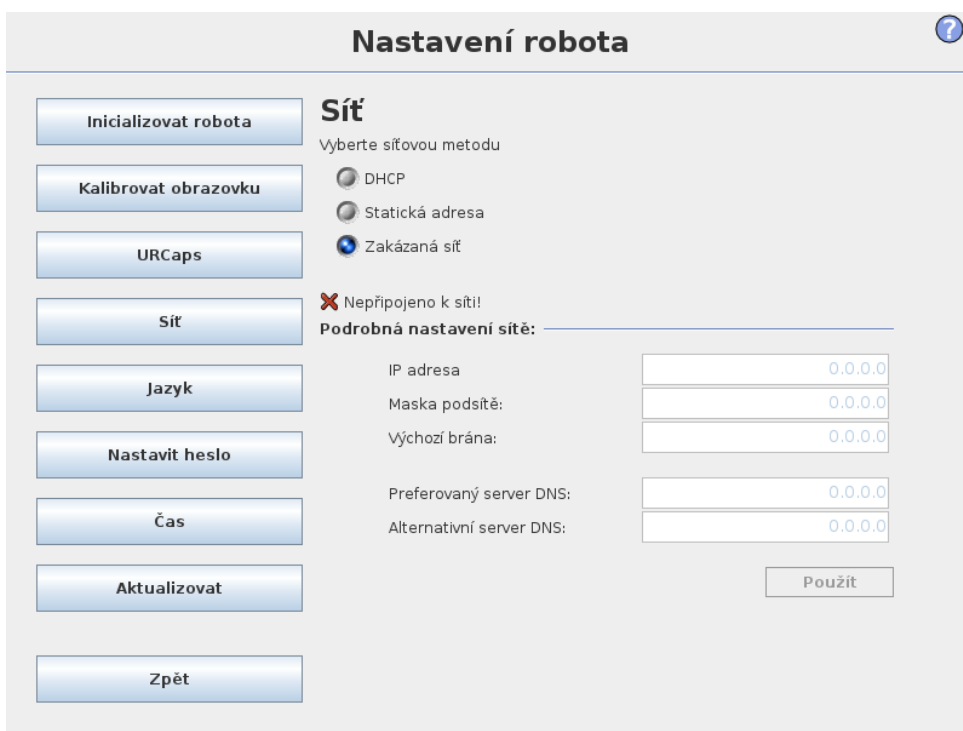 Nastavení robota
?
Inicializovat robota
Kalibrovat obrazovku
URCaps
Síť
Jazyk
Nastavit heslo
Čas
Aktualizovat
Zpět
Síť
Vyberte síťovou metodu
DHCP
Statická adresa
Zakázaná síť
Nepřipojeno k síti!
Podrobná nastavení sítě:
IP adresa 0.0.0.0
Maska podsítě: 0.0.0.0
Výchozí brána: 0.0.0.0
Preferovaný server DNS: 0.0.0.0
Alternativní server DNS: 0.0.0.0
Použít